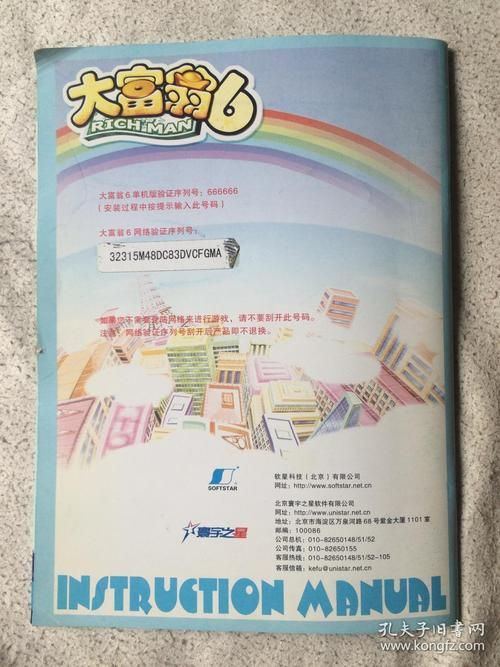 大富翁6
RICHMAN
大富翁6单机版验证序列号：666666
（安装过程中按提示输入此号码）
大富翁6网络验证序列号：
32315M48DC83DVCFGMA
如果您不需要登陆网络来进行游戏，请不要刮开此号码。
注意：网络验证序列号刮开后产品即不退换。
SOFTSTAR
软星科技（北京）有限公司
网址：http://www.softstar.net.cn
寰宇之星
北京寰宇之星软件有限公司
网址：http://www.unistar.net.cn
地址：北京市海淀区万泉河路68号紫金大厦1101室
邮编：100086
公司总机：010-82650148/51/52
公司传真：010-82650155
客服热线：010-82650148/51/52-105
客服信箱：kefu@unistar.net.cn
INSTRUCTION MANUAL
孔夫子旧书网
www.kongfz.com